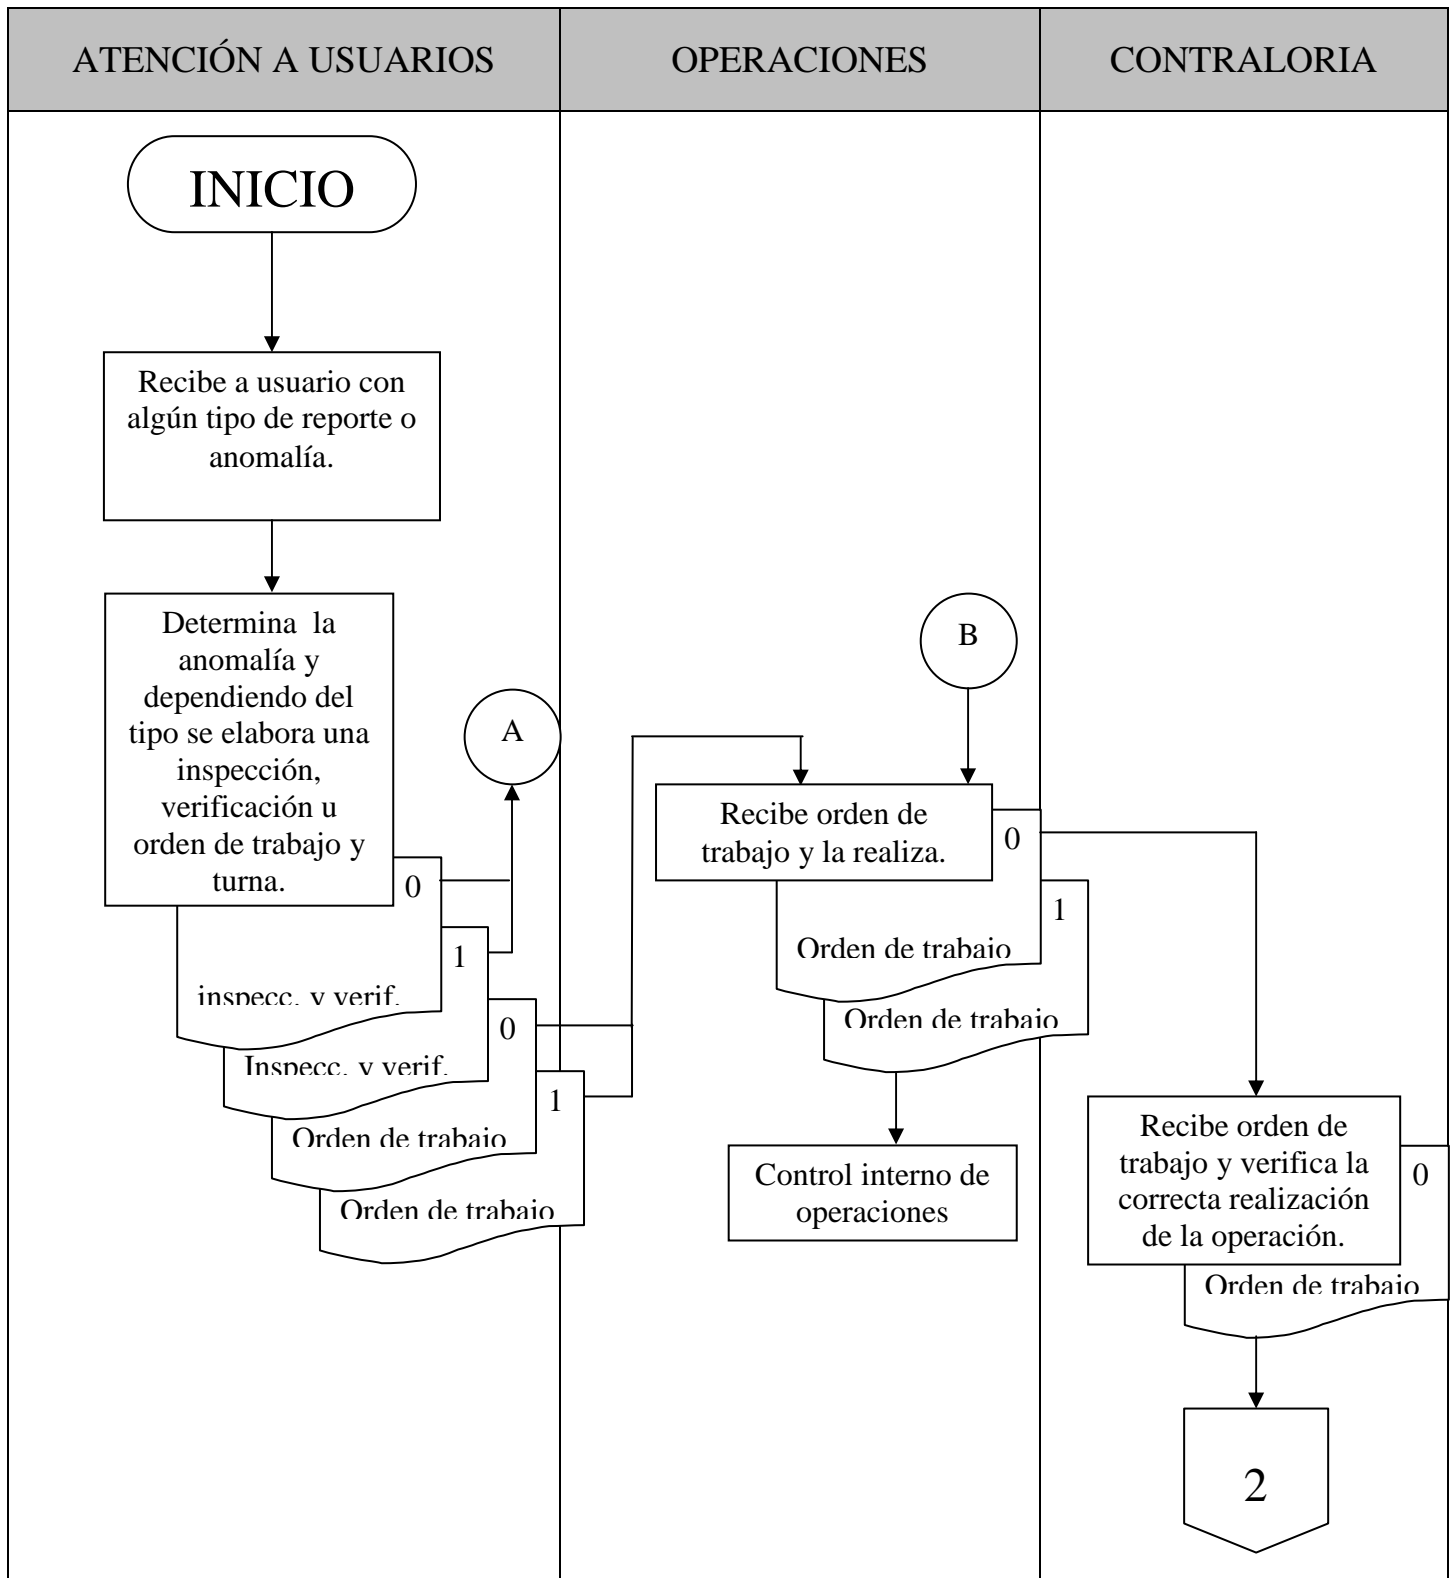 ATENCIÓN A USUARIOS
OPERACIONES
CONTRALORIA
INICIO
Recibe a usuario con
algún tipo de reporte o
anomalía.
Determina la
anomalía y
dependiendo del
tipo se elabora una
inspección,
verificación u
orden de trabajo y
turna.
0
inspecc. y verif.
1
Inspecc. y verif.
0
Orden de trabajo
1
Orden de trabajo
A
B
Recibe orden de
trabajo y la realiza.
0
Orden de trabajo
1
Orden de trabajo
Control interno de
operaciones
Recibe orden de
trabajo y verifica la
correcta realización
de la operación.
0
Orden de trabajo
2